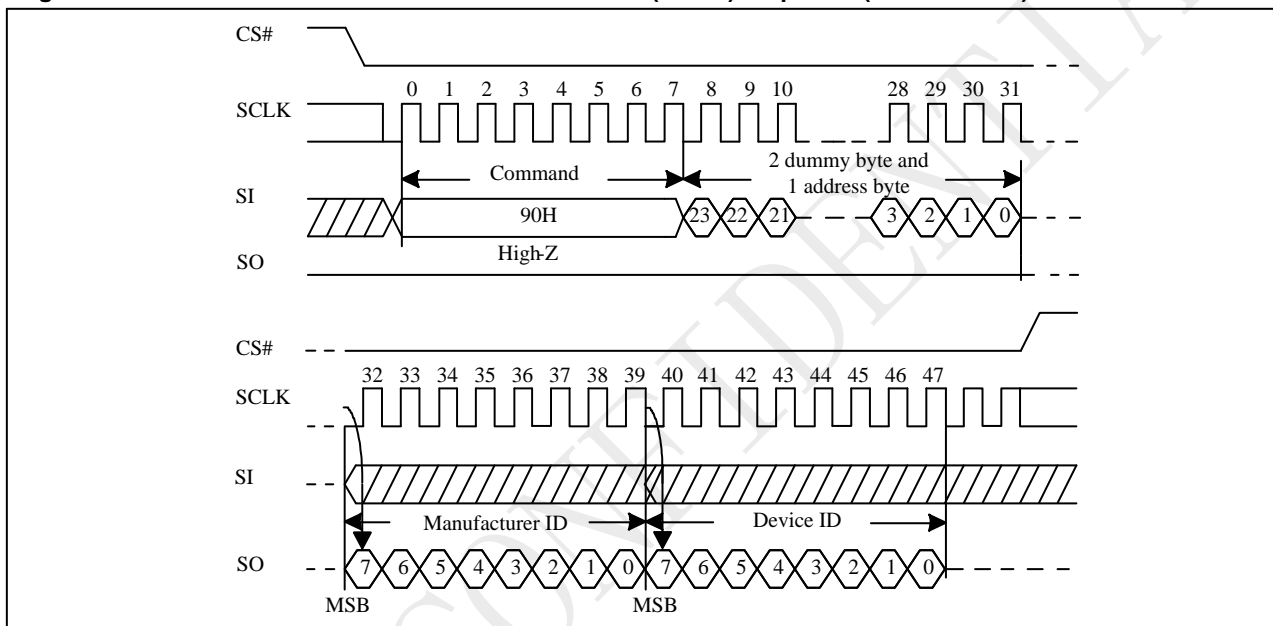 CS#
0 1 2 3 4 5 6 7 8 9 10 28 29 30 31
SCLK
Command
2 dummy byte and
1 address byte
SI
90H
23 22 21 3 2 1 0
High-Z
SO
CS#
32 33 34 35 36 37 38 39 40 41 42 43 44 45 46 47
SCLK
SI
Manufacturer ID
Device ID
SO
7 6 5 4 3 2 1 0 7 6 5 4 3 2 1 0
MSB
MSB